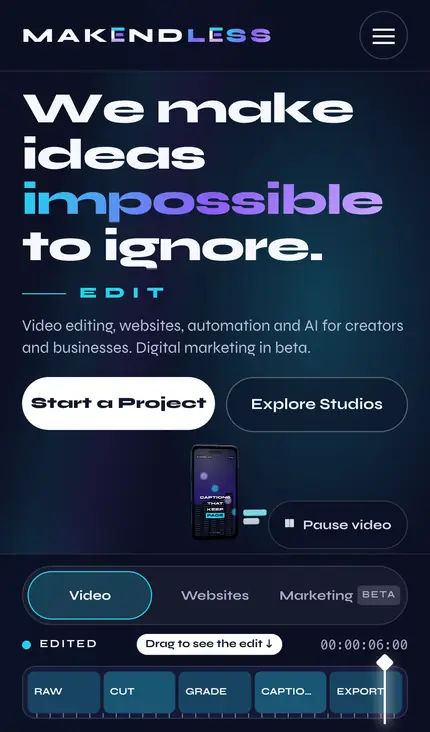 MAKENDLESS
We make
ideas
impossible
to ignore.
EDIT
Video editing, websites, automation and AI for creators
and businesses. Digital marketing in beta.
Start a Project
Explore Studios
CAPTIONS
THAT
KEEP
PACE
Pause video
Video
Websites
Marketing BETA
EDITED
Drag to see the edit ↓
00:00:06:00
RAW
CUT
GRADE
CAPTIO...
EXPORT